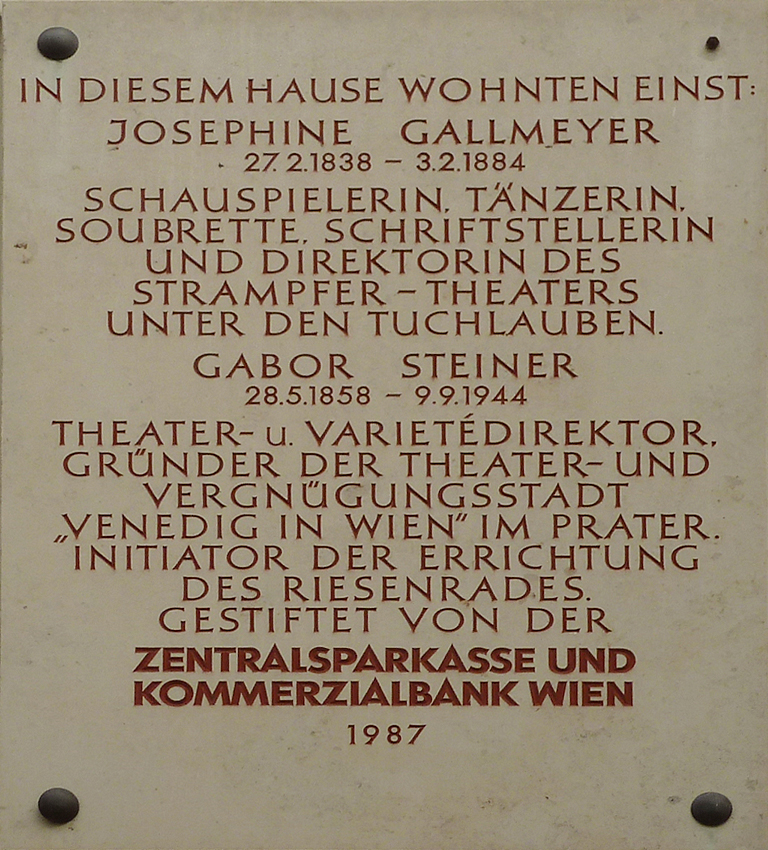 IN DIESEM HAUSE WOHNTEN EINST:
JOSEPHINE GALLMEYER
27.2.1838 – 3.2.1884
SCHAUSPIELERIN, TÄNZERIN,
SOUBRETTE, SCHRIFTSTELLERIN
UND DIREKTORIN DES
STRAMPFER – THEATERS
UNTER DEN TUCHLAUBEN.
GABOR STEINER
28.5.1858 – 9.9.1944
THEATER- u. VARIETÉDIREKTOR,
GRÜNDER DER THEATER- UND
VERGNÜGUNGSSTADT
„VENEDIG IN WIEN" IM PRATER.
INITIATOR DER ERRICHTUNG
DES RIESENRADES.
GESTIFTET VON DER
ZENTRALSPARKASSE UND
KOMMERZIALBANK WIEN
1987